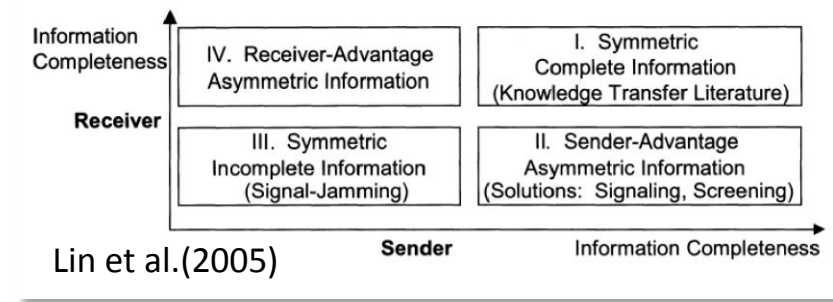 Information
Completeness
Receiver
IV. Receiver-Advantage
Asymmetric Information
I. Symmetric
Complete Information
(Knowledge Transfer Literature)
III. Symmetric
Incomplete Information
(Signal-Jamming)
II. Sender-Advantage
Asymmetric Information
(Solutions: Signaling, Screening)
Sender
Information Completeness
Lin et al.(2005)